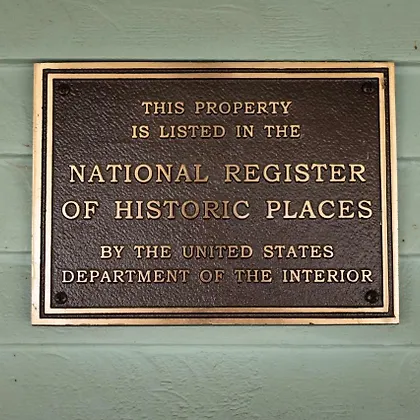 THIS PROPERTY
IS LISTED IN THE
NATIONAL REGISTER
OF HISTORIC PLACES
BY THE UNITED STATES
DEPARTMENT OF THE INTERIOR